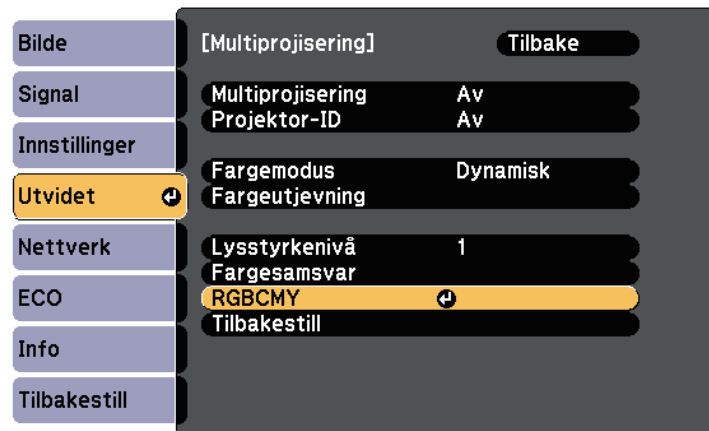 Bilde
Signal
Innstillinger
Utvidet
Nettverk
ECO
Info
Tilbakestill
[Multiprojisering] Tilbake
Multiprojisering Av
Projektor-ID Av
Fargemodus Dynamisk
Fargeutjevning
Lysstyrkenivå 1
Fargesamsvar
RGBCMY
Tilbakestill